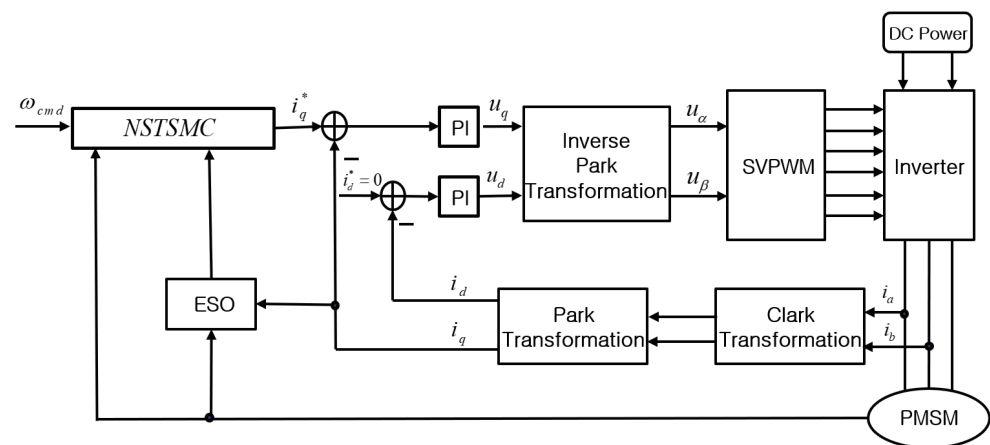 DC Power
ω_cmd
NSTSMC
i_q^*
PI
u_q
Inverse
Park
Transformation
u_α
SVPWM
Inverter
i_d^* = 0
PI
u_d
u_β
−
−
ESO
i_d
i_q
Park
Transformation
Clark
Transformation
i_a
i_b
PMSM